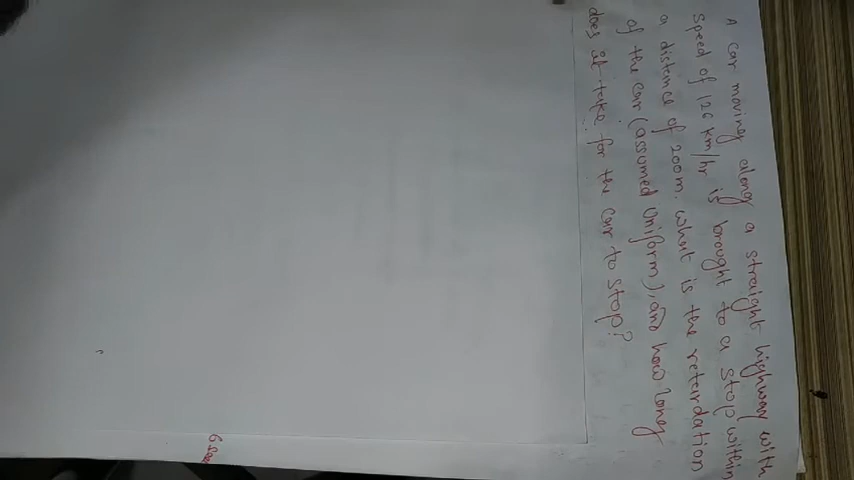 A car moving along a straight highway with
speed of 126 km/hr is brought to a stop within
a distance of 200m. What is the reterdation
of the car (assumed Uniform), and how long
does it take for the car to stop?